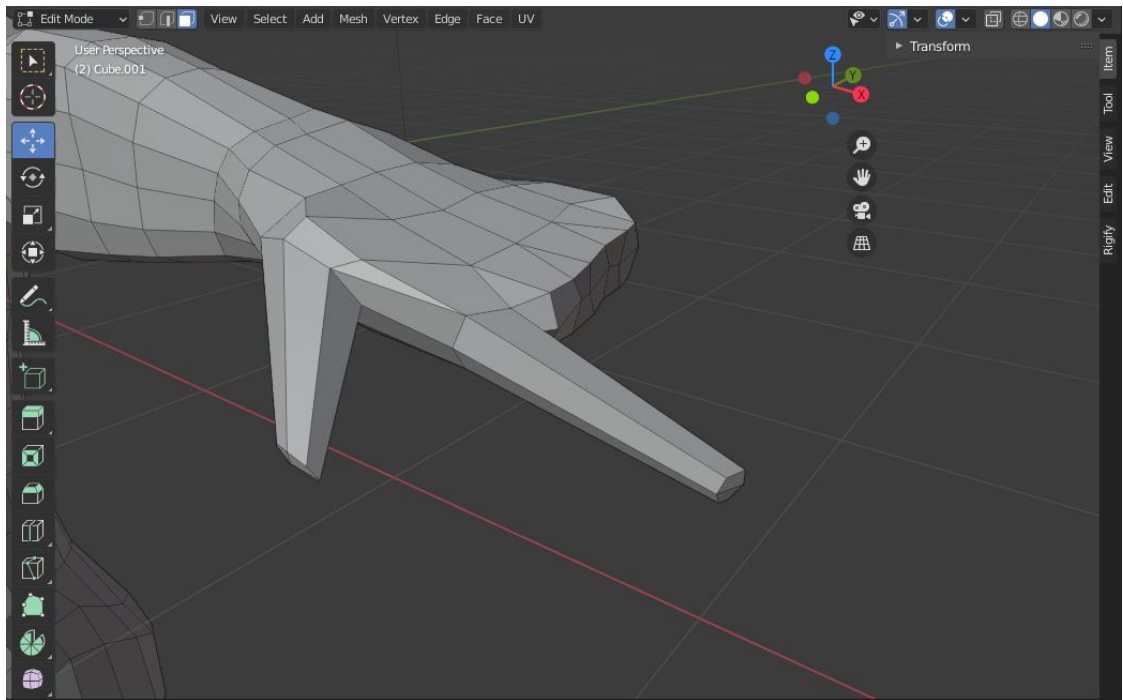 Edit Mode View Select Add Mesh Vertex Edge Face UV
User Perspective
(2) Cube.001
Transform
Z
Y
X
Item
Tool
View
Edit
Rigify